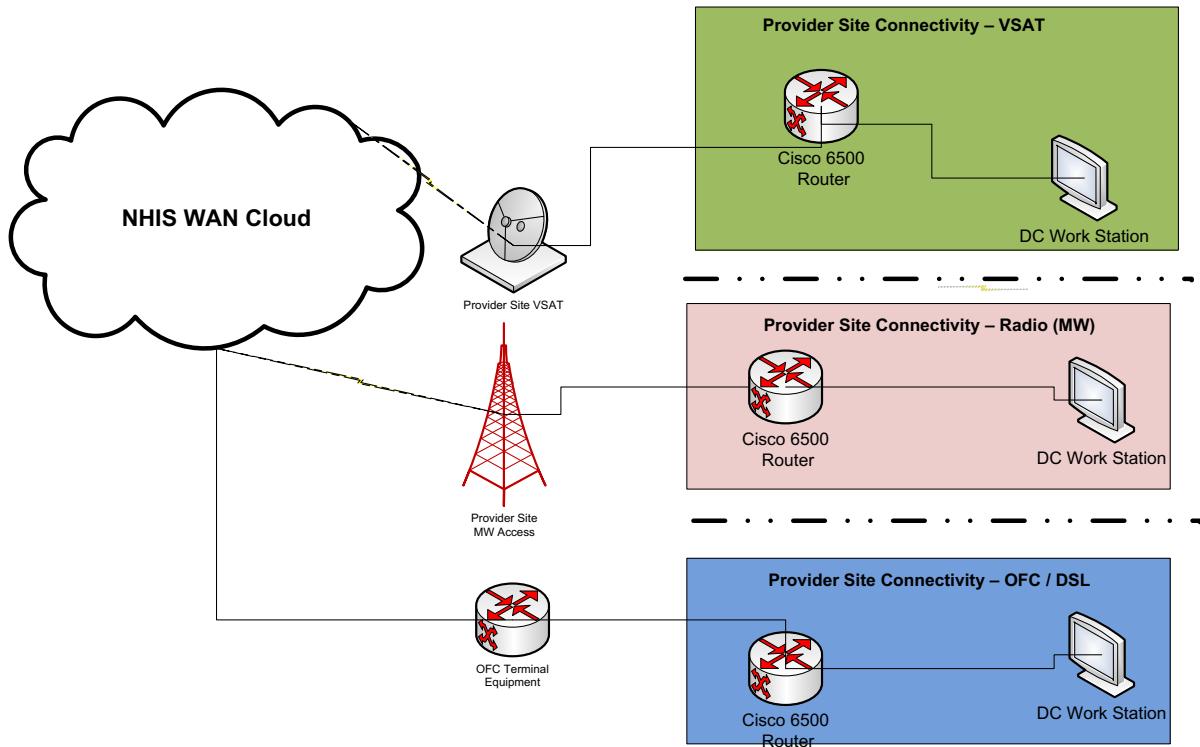 Provider Site Connectivity – VSAT
Cisco 6500
Router
DC Work Station
NHIS WAN Cloud
Provider Site VSAT
Provider Site Connectivity – Radio (MW)
Cisco 6500
Router
DC Work Station
Provider Site
MW Access
Provider Site Connectivity – OFC / DSL
OFC Terminal
Equipment
Cisco 6500
Router
DC Work Station